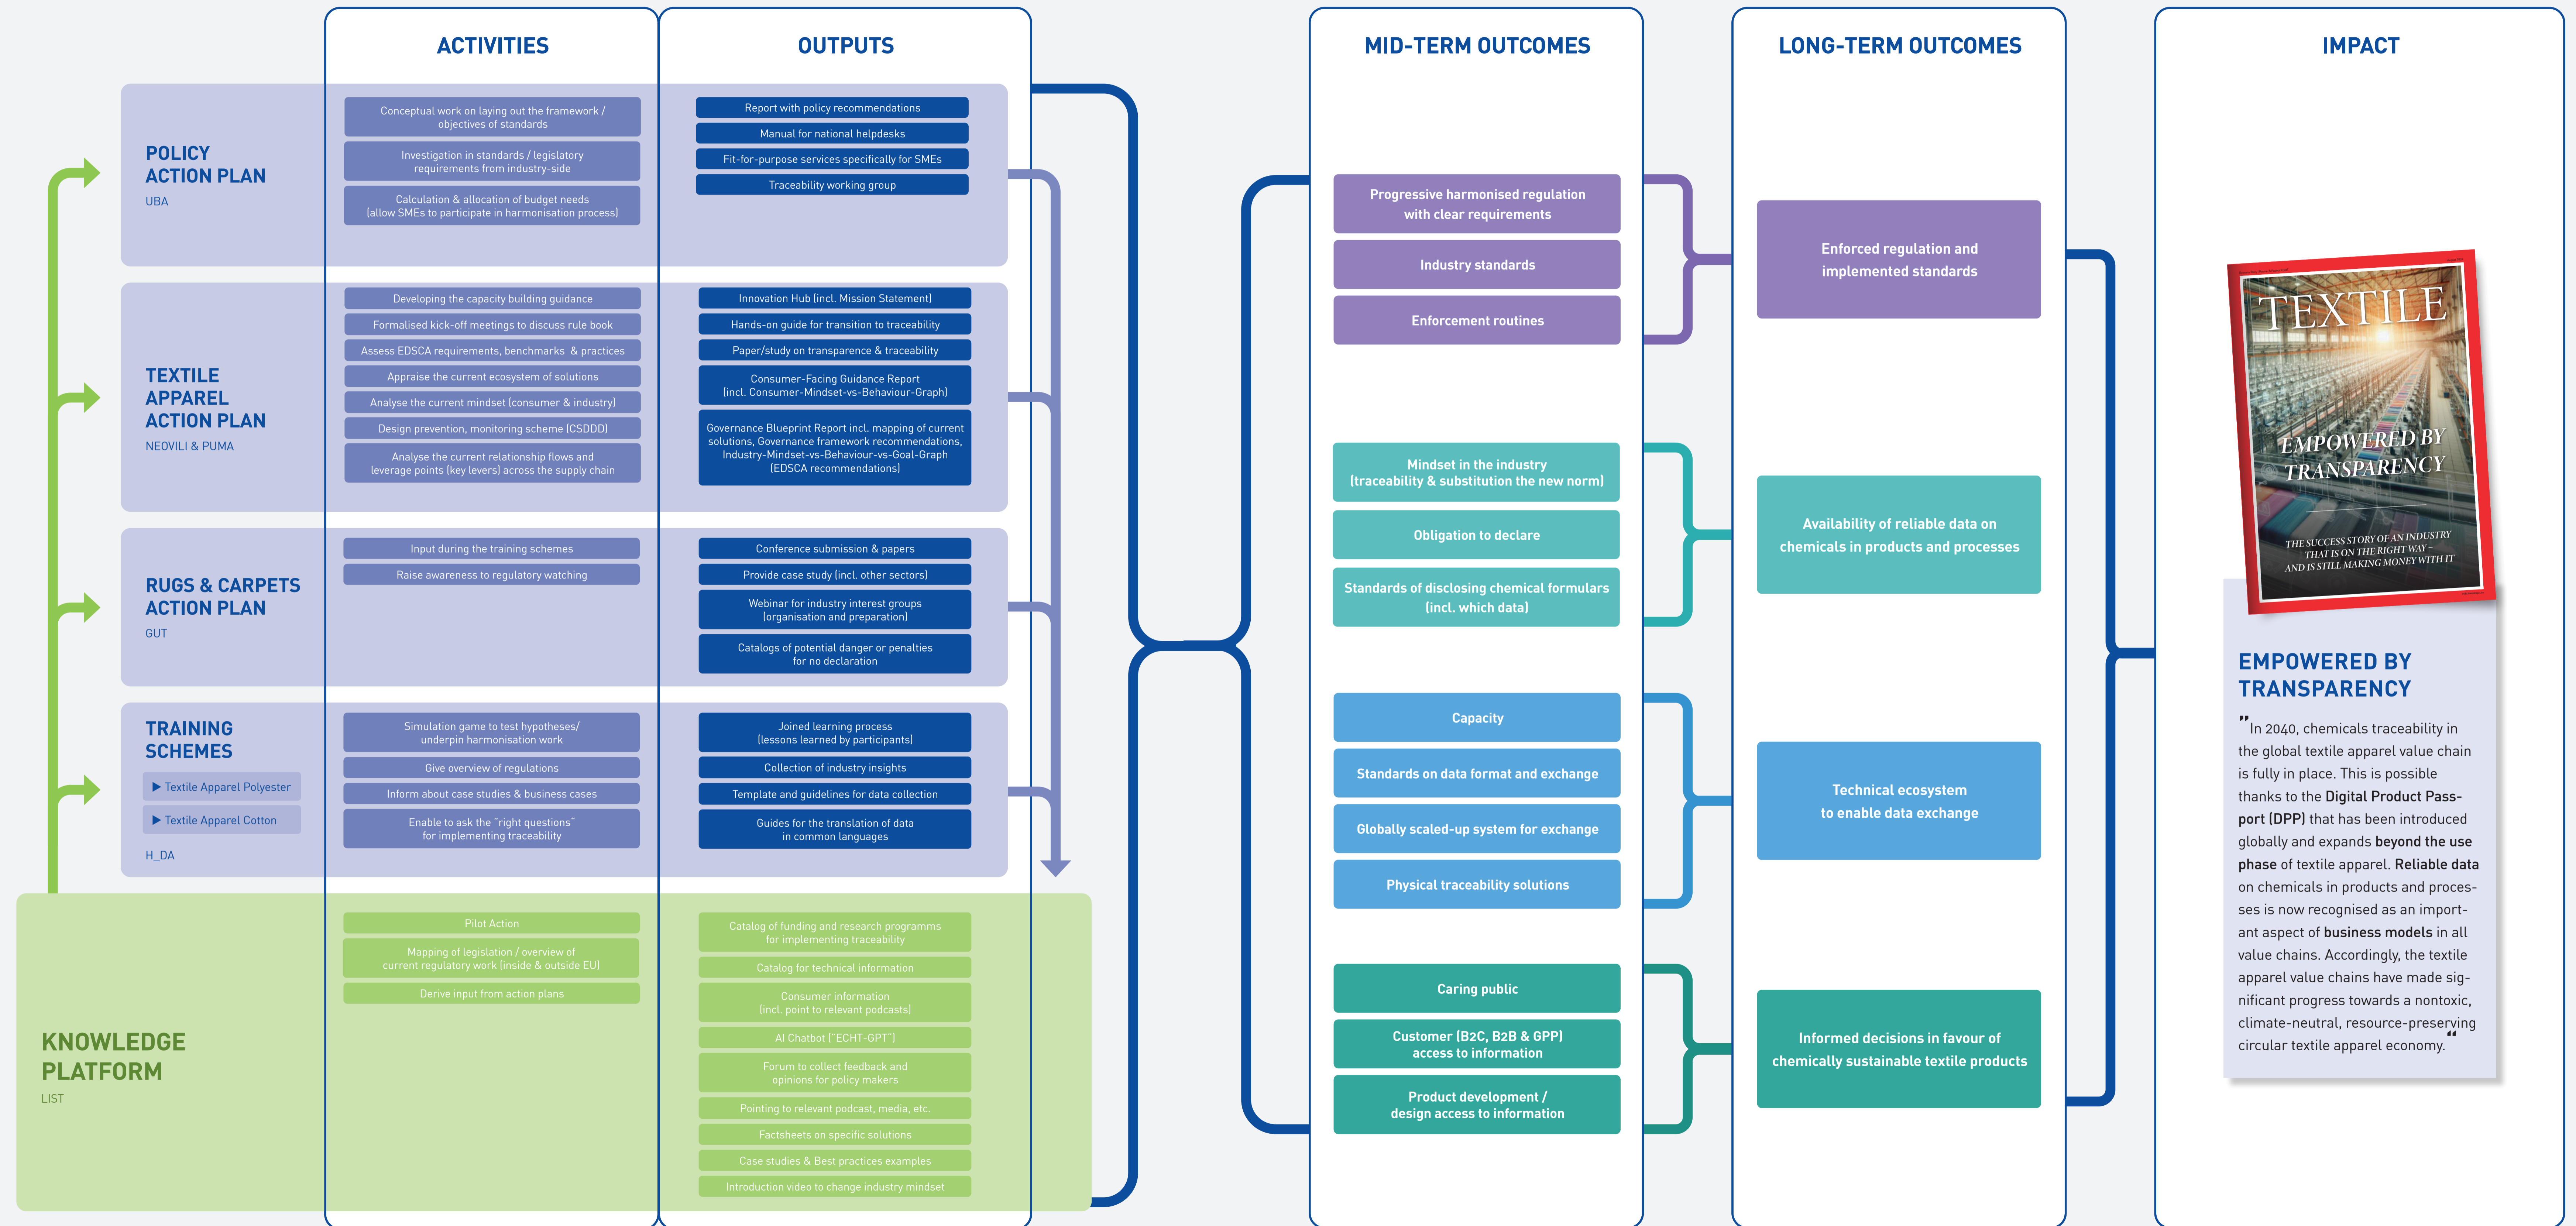 ACTIVITIES
OUTPUTS
MID-TERM OUTCOMES
LONG-TERM OUTCOMES
IMPACT
POLICY
ACTION PLAN
UBA
Conceptual work on laying out the framework /
objectives of standards
Investigation in standards / legislatory
requirements from industry-side
Calculation & allocation of budget needs
(allow SMEs to participate in harmonisation process)
Report with policy recommendations
Manual for national helpdesks
Fit-for-purpose services specifically for SMEs
Traceability working group
TEXTILE
APPAREL
ACTION PLAN
NEOVILI & PUMA
Developing the capacity building guidance
Formalised kick-off meetings to discuss rule book
Assess EDSCA requirements, benchmarks & practices
Appraise the current ecosystem of solutions
Analyse the current mindset (consumer & industry)
Design prevention, monitoring scheme (CSDDD)
Analyse the current relationship flows and
leverage points (key levers) across the supply chain
Innovation Hub (incl. Mission Statement)
Hands-on guide for transition to traceability
Paper/study on transparence & traceability
Consumer-Facing Guidance Report
(incl. Consumer-Mindset-vs-Behaviour-Graph)
Governance Blueprint Report incl. mapping of current
solutions, Governance framework recommendations,
Industry-Mindset-vs-Behaviour-vs-Goal-Graph
(EDSCA recommendations)
RUGS & CARPETS
ACTION PLAN
GUT
Input during the training schemes
Raise awareness to regulatory watching
Conference submission & papers
Provide case study (incl. other sectors)
Webinar for industry interest groups
(organisation and preparation)
Catalogs of potential danger or penalties
for no declaration
TRAINING
SCHEMES
▶ Textile Apparel Polyester
▶ Textile Apparel Cotton
H_DA
Simulation game to test hypotheses/
underpin harmonisation work
Give overview of regulations
Inform about case studies & business cases
Enable to ask the "right questions"
for implementing traceability
Joined learning process
(lessons learned by participants)
Collection of industry insights
Template and guidelines for data collection
Guides for the translation of data
in common languages
KNOWLEDGE
PLATFORM
LIST
Pilot Action
Mapping of legislation / overview of
current regulatory work (inside & outside EU)
Derive input from action plans
Catalog of funding and research programms
for implementing traceability
Catalog for technical information
Consumer information
(incl. point to relevant podcasts)
AI Chatbot ("ECHT-GPT")
Forum to collect feedback and
opinions for policy makers
Pointing to relevant podcast, media, etc.
Factsheets on specific solutions
Case studies & Best practices examples
Introduction video to change industry mindset
Progressive harmonised regulation
with clear requirements
Industry standards
Enforcement routines
Mindset in the industry
(traceability & substitution the new norm)
Obligation to declare
Standards of disclosing chemical formulars
(incl. which data)
Capacity
Standards on data format and exchange
Globally scaled-up system for exchange
Physical traceability solutions
Caring public
Customer (B2C, B2B & GPP)
access to information
Product development /
design access to information
Enforced regulation and
implemented standards
Availability of reliable data on
chemicals in products and processes
Technical ecosystem
to enable data exchange
Informed decisions in favour of
chemically sustainable textile products
TEXTILE
EMPOWERED BY
TRANSPARENCY
THE SUCCESS STORY OF AN INDUSTRY
THAT IS ON THE RIGHT WAY –
AND IS STILL MAKING MONEY WITH IT
EMPOWERED BY
TRANSPARENCY
”In 2040, chemicals traceability in
the global textile apparel value chain
is fully in place. This is possible
thanks to the Digital Product Pass-
port (DPP) that has been introduced
globally and expands beyond the use
phase of textile apparel. Reliable data
on chemicals in products and proces-
ses is now recognised as an import-
ant aspect of business models in all
value chains. Accordingly, the textile
apparel value chains have made sig-
nificant progress towards a nontoxic,
climate-neutral, resource-preserving
circular textile apparel economy.“